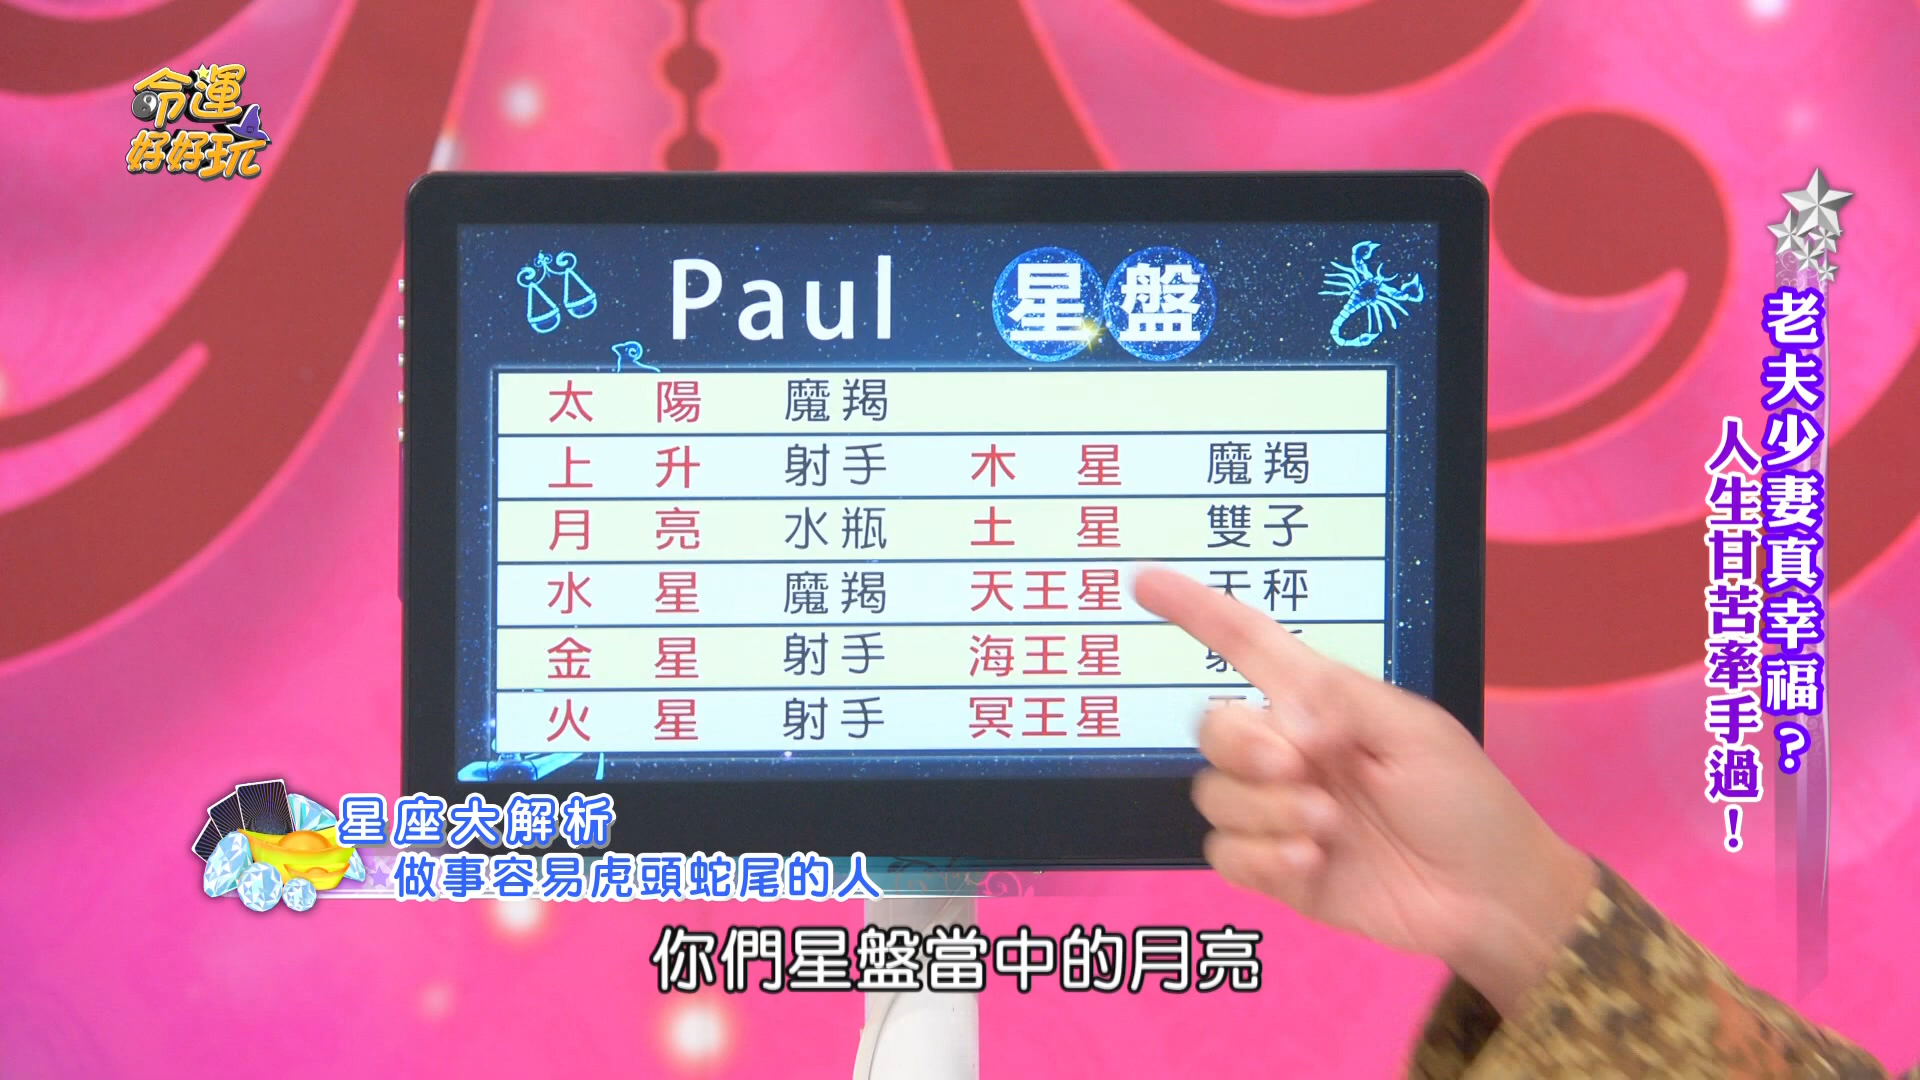 命運
好好玩
Paul 星盤
太陽 魔羯
上升 射手 木星 魔羯
月亮 水瓶 土星 雙子
水星 魔羯 天王星 天秤
金星 射手 海王星
火星 射手 冥王星
老夫少妻真幸福?
人生甘苦牽手過!
星座大解析
做事容易虎頭蛇尾的人
你們星盤當中的月亮